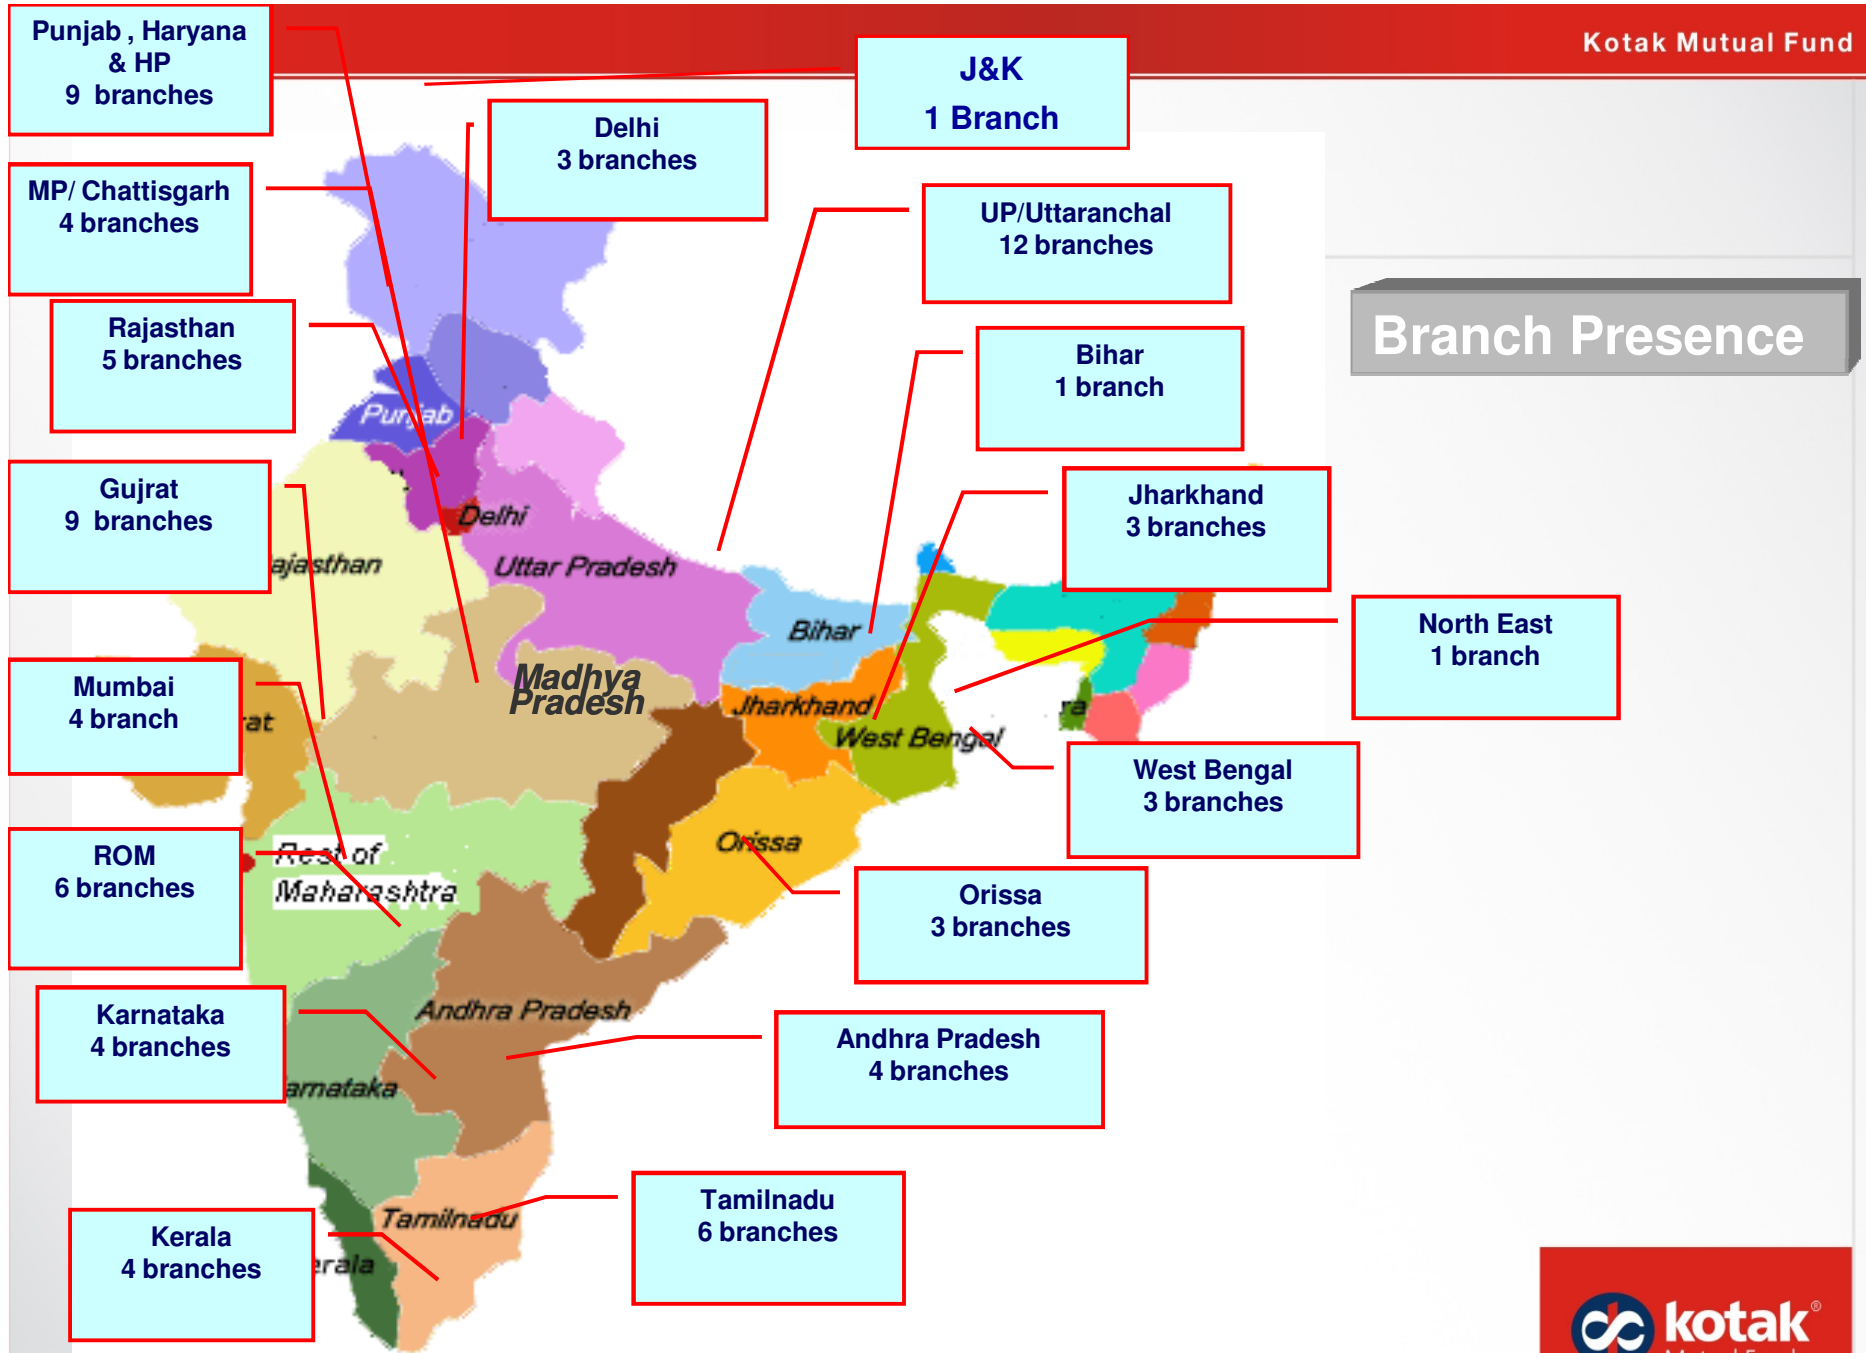 Punjab , Haryana
& HP
9 branches
Kotak Mutual Fund
J&K
1 Branch
Delhi
3 branches
MP/ Chattisgarh
4 branches
UP/Uttaranchal
12 branches
Branch Presence
Rajasthan
5 branches
Bihar
1 branch
Punjab
Gujrat
9 branches
Jharkhand
3 branches
Delhi
ajasthan
Uttar Pradesh
North East
1 branch
Bihar
Mumbai
4 branch
Madhya
Pradesh
rat
Jharkhand
ra
West Bengal
West Bengal
3 branches
ROM
6 branches
Rest of
Maharashtra
Orissa
Orissa
3 branches
Karnataka
4 branches
Andhra Pradesh
Andhra Pradesh
4 branches
arnataka
Tamilnadu
6 branches
Tamilnadu
Kerala
4 branches
erala
kotak®
Mutual Fund